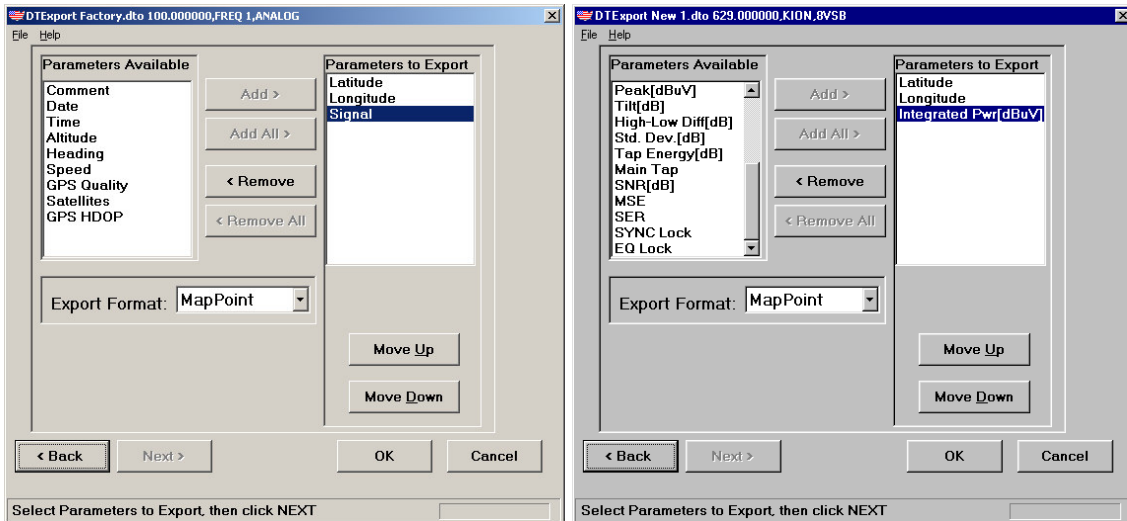 DTExport Factory.dto 100.000000,FREQ 1,ANALOG
File Help
Parameters Available
Comment
Date
Time
Altitude
Heading
Speed
GPS Quality
Satellites
GPS HDOP
Add >
Add All >
< Remove
< Remove All
Parameters to Export
Latitude
Longitude
Signal
Export Format: MapPoint
Move Up
Move Down
< Back Next > OK Cancel
Select Parameters to Export, then click NEXT
DTExport New 1.dto 629.000000,KION,8VSB
File Help
Parameters Available
Peak[dBuV]
Tilt[dB]
High-Low Diff[dB]
Std. Dev.[dB]
Tap Energy[dB]
Main Tap
SNR[dB]
MSE
SER
SYNC Lock
EQ Lock
Add >
Add All >
< Remove
< Remove All
Parameters to Export
Latitude
Longitude
Integrated Pwr[dBuV]
Export Format: MapPoint
Move Up
Move Down
< Back Next > OK Cancel
Select Parameters to Export, then click NEXT